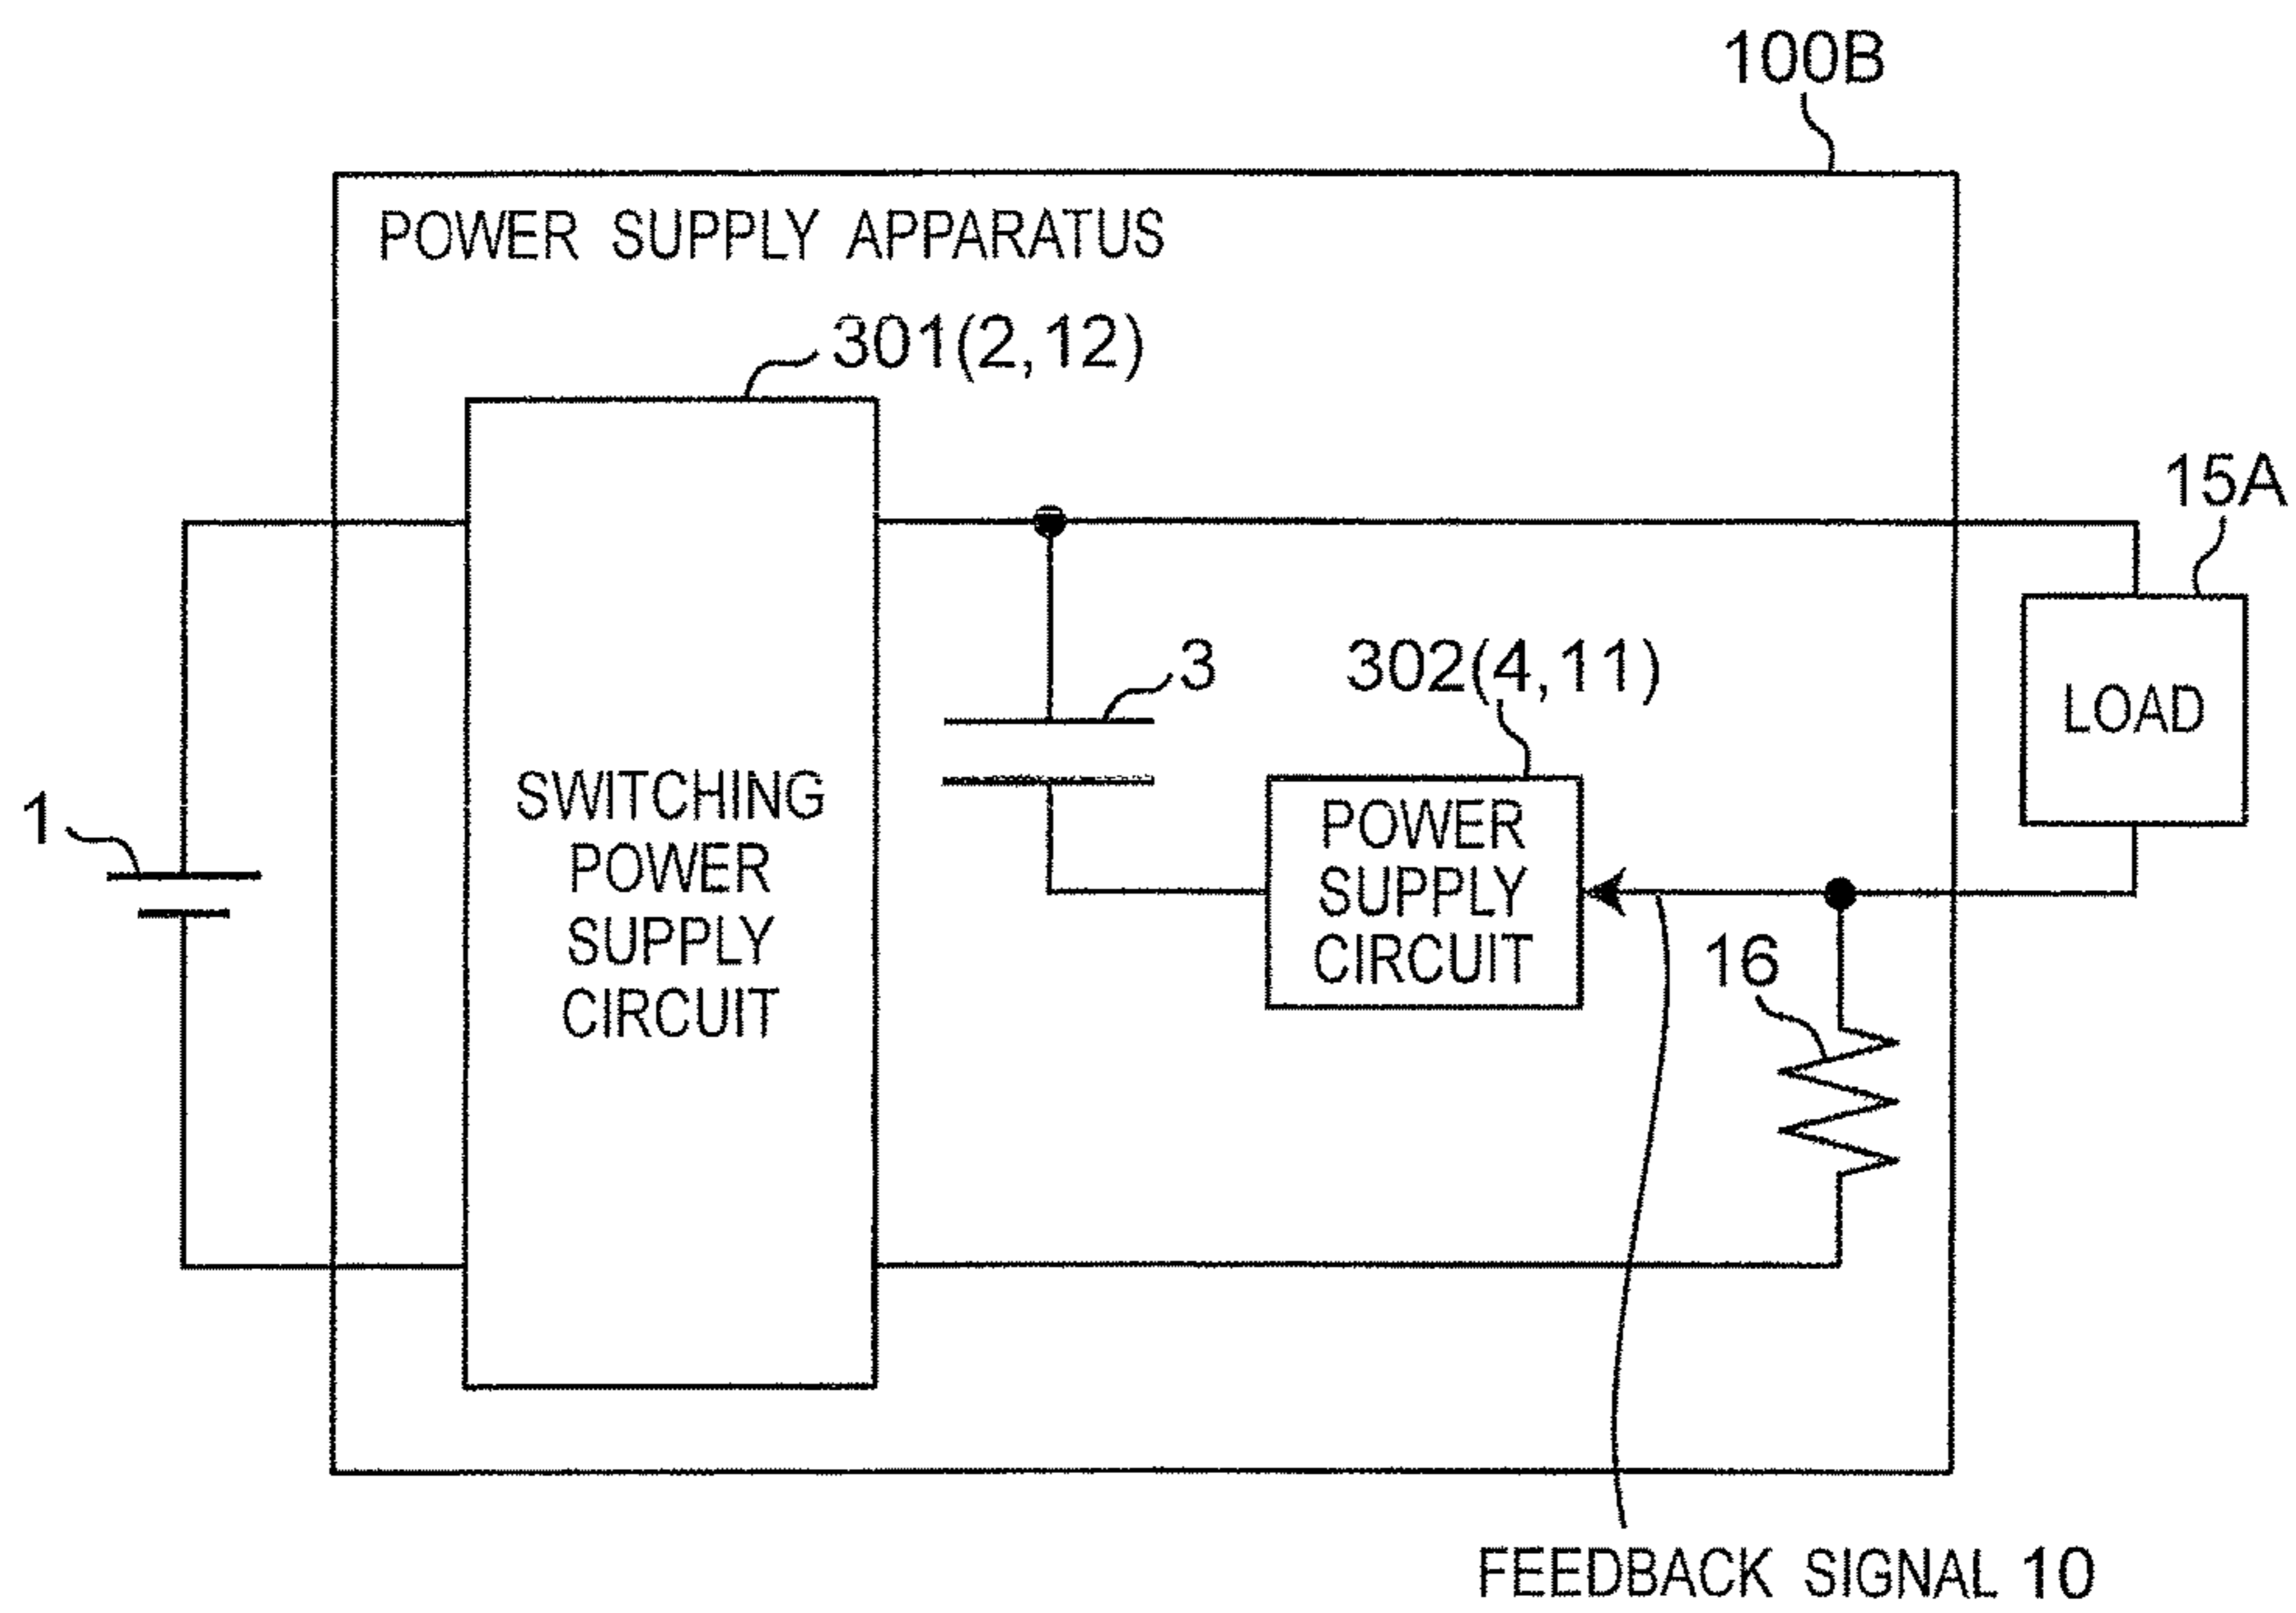 100B
POWER SUPPLY APPARATUS
301(2,12)
15A
3
302(4,11)
LOAD
1
SWITCHING
POWER
SUPPLY
CIRCUIT
POWER
SUPPLY
CIRCUIT
16
FEEDBACK SIGNAL 10